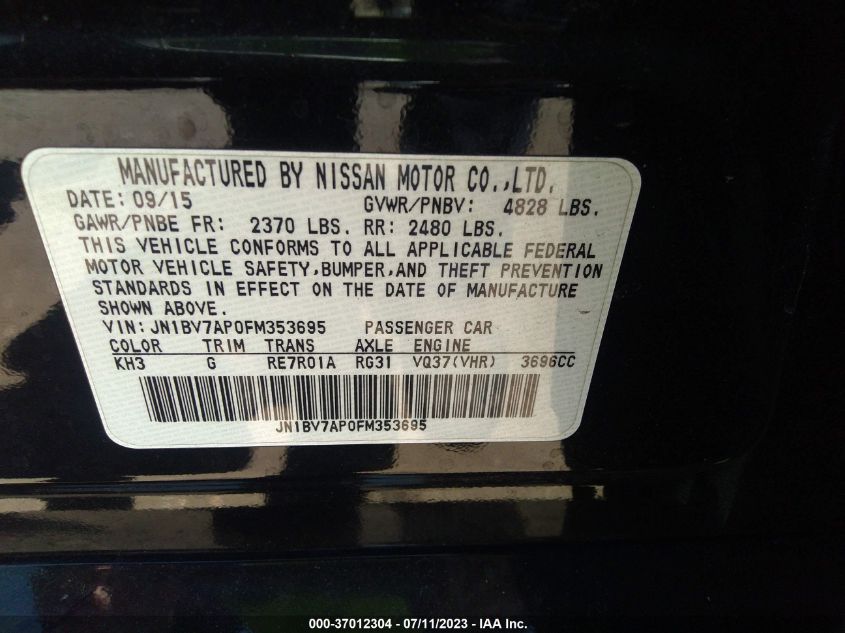 MANUFACTURED BY NISSAN MOTOR CO.,LTD.
DATE: 09/15 GVWR/PNBV: 4828 LBS.
GAWR/PNBE FR: 2370 LBS. RR: 2480 LBS.
THIS VEHICLE CONFORMS TO ALL APPLICABLE FEDERAL
MOTOR VEHICLE SAFETY,BUMPER,AND THEFT PREVENTION
STANDARDS IN EFFECT ON THE DATE OF MANUFACTURE
SHOWN ABOVE.
VIN: JN1BV7AP0FM353695 PASSENGER CAR
COLOR TRIM TRANS AXLE ENGINE
KH3 G RE7R01A RG31 VQ37(VHR) 3696CC
JN1BV7AP0FM353695
000-37012304 / 07/11/2023 - IAA Inc.